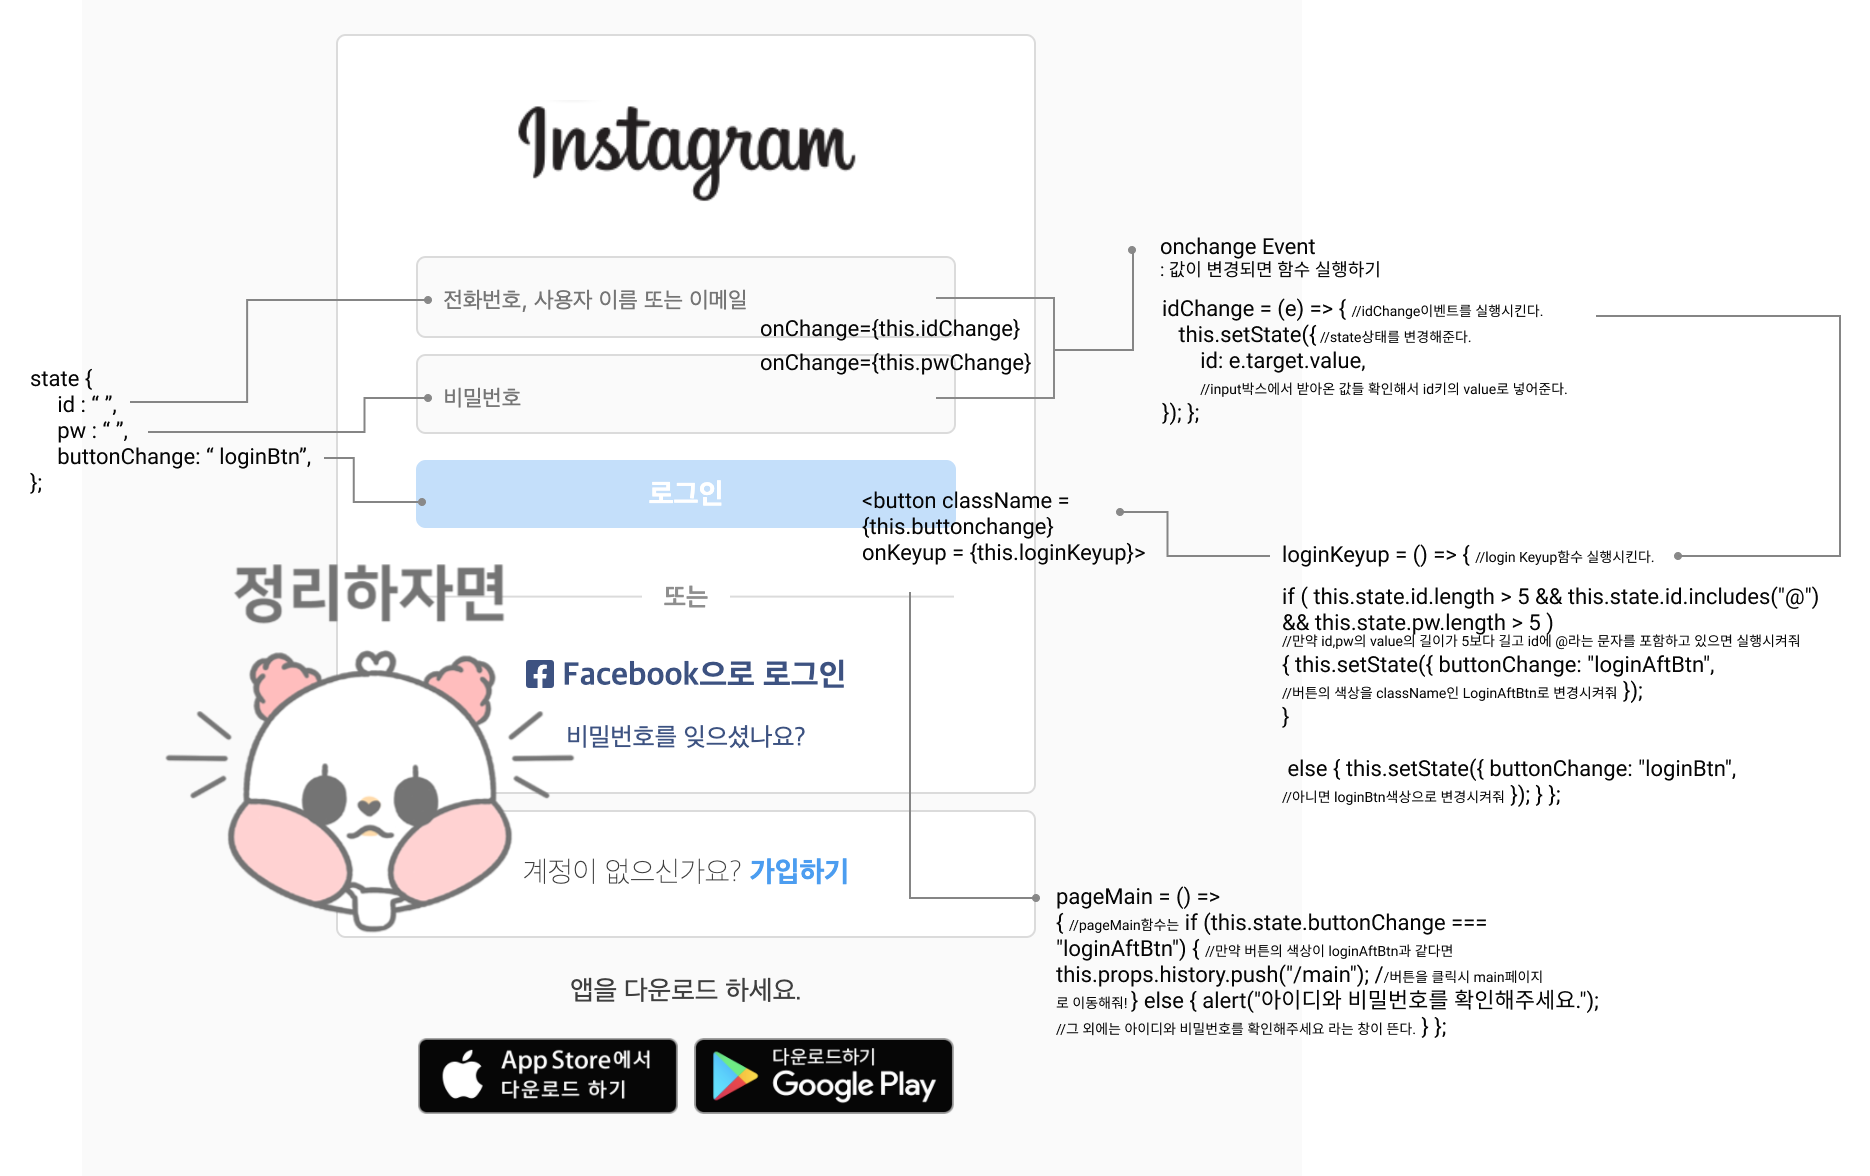 Instagram
전화번호, 사용자 이름 또는 이메일
onChange={this.idChange}
onChange={this.pwChange}
비밀번호
state {
id : “ ”,
pw : “ ”,
buttonChange: “ loginBtn”,
};
로그인
<button className =
{this.buttonchange}
onKeyup = {this.loginKeyup}>
또는
정리하자면
Facebook으로 로그인
비밀번호를 잊으셨나요?
계정이 없으신가요? 가입하기
앱을 다운로드 하세요.
App Store에서
다운로드 하기
다운로드하기
Google Play
onchange Event
: 값이 변경되면 함수 실행하기
idChange = (e) => { //idChange이벤트를 실행시킨다.
this.setState({ //state상태를 변경해준다.
id: e.target.value,
//input박스에서 받아온 값들 확인해서 id키의 value로 넣어준다.
}); };
loginKeyup = () => { //login Keyup함수 실행시킨다.
if ( this.state.id.length > 5 && this.state.id.includes("@")
&& this.state.pw.length > 5 )
//만약 id,pw의 value의 길이가 5보다 길고 id에 @라는 문자를 포함하고 있으면 실행시켜줘
{ this.setState({ buttonChange: "loginAftBtn",
//버튼의 색상을 className인 LoginAftBtn로 변경시켜줘 });
}
else { this.setState({ buttonChange: "loginBtn",
//아니면 loginBtn색상으로 변경시켜줘 }); } };
pageMain = () =>
{ //pageMain함수는 if (this.state.buttonChange ===
"loginAftBtn") { //만약 버튼의 색상이 loginAftBtn과 같다면
this.props.history.push("/main"); //버튼을 클릭시 main페이지
로 이동해줘! } else { alert("아이디와 비밀번호를 확인해주세요.");
//그 외에는 아이디와 비밀번호를 확인해주세요 라는 창이 뜬다. } };